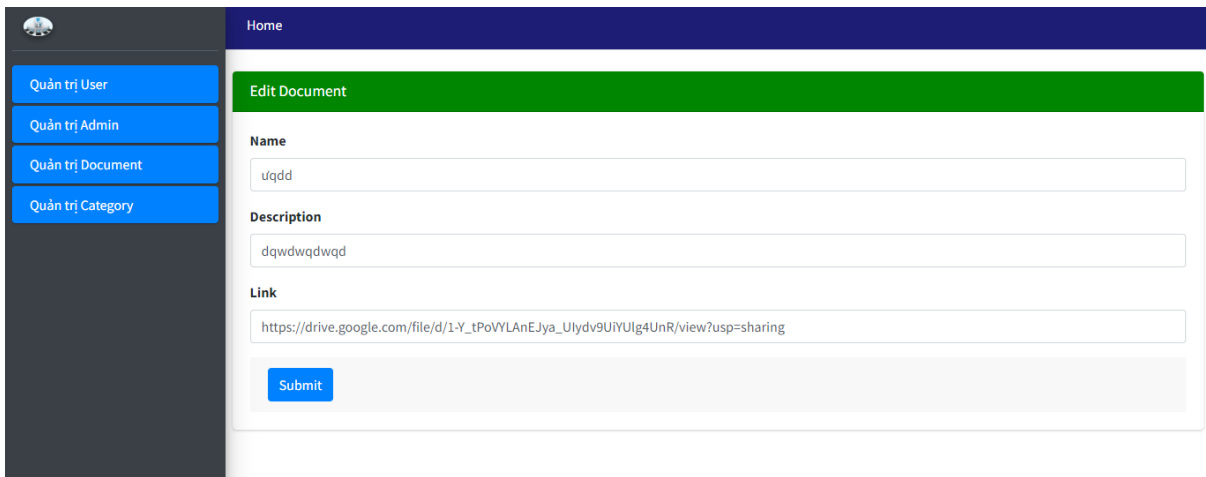 Home
Quản trị User
Quản trị Admin
Quản trị Document
Quản trị Category
Edit Document
Name
ưqdd
Description
dqwdwqdwqd
Link
https://drive.google.com/file/d/1-Y_tPoVYLAnEJya_UIydv9UiYUlg4UnR/view?usp=sharing
Submit